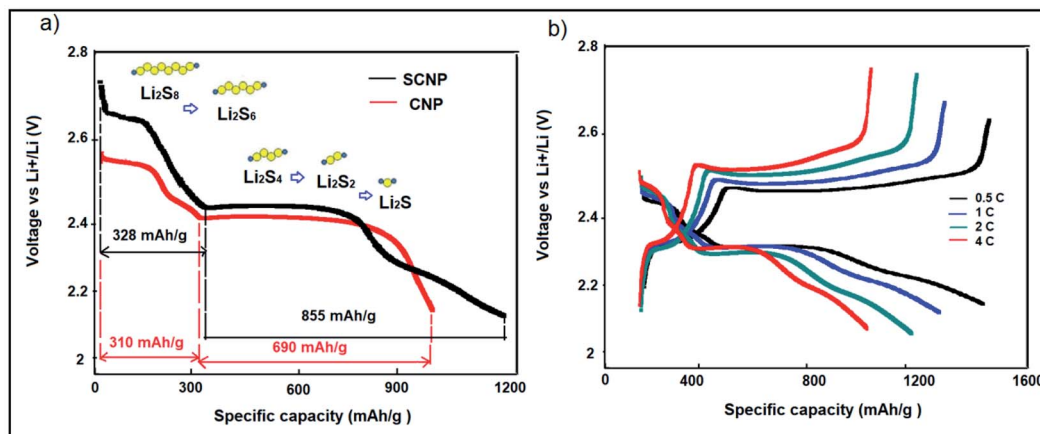 a)
2.8
2.6
2.4
2.2
2
Voltage vs Li+/Li (V)
Li2S8
Li2S6
Li2S4
Li2S2
Li2S
SCNP
CNP
328 mAh/g
855 mAh/g
310 mAh/g
690 mAh/g
0 300 600 900 1200
Specific capacity (mAh/g )
b)
2.8
2.6
2.4
2.2
2
Voltage vs Li+/Li (V)
0.5 C
1 C
2 C
4 C
0 400 800 1200 1600
Specific capacity (mAh/g )